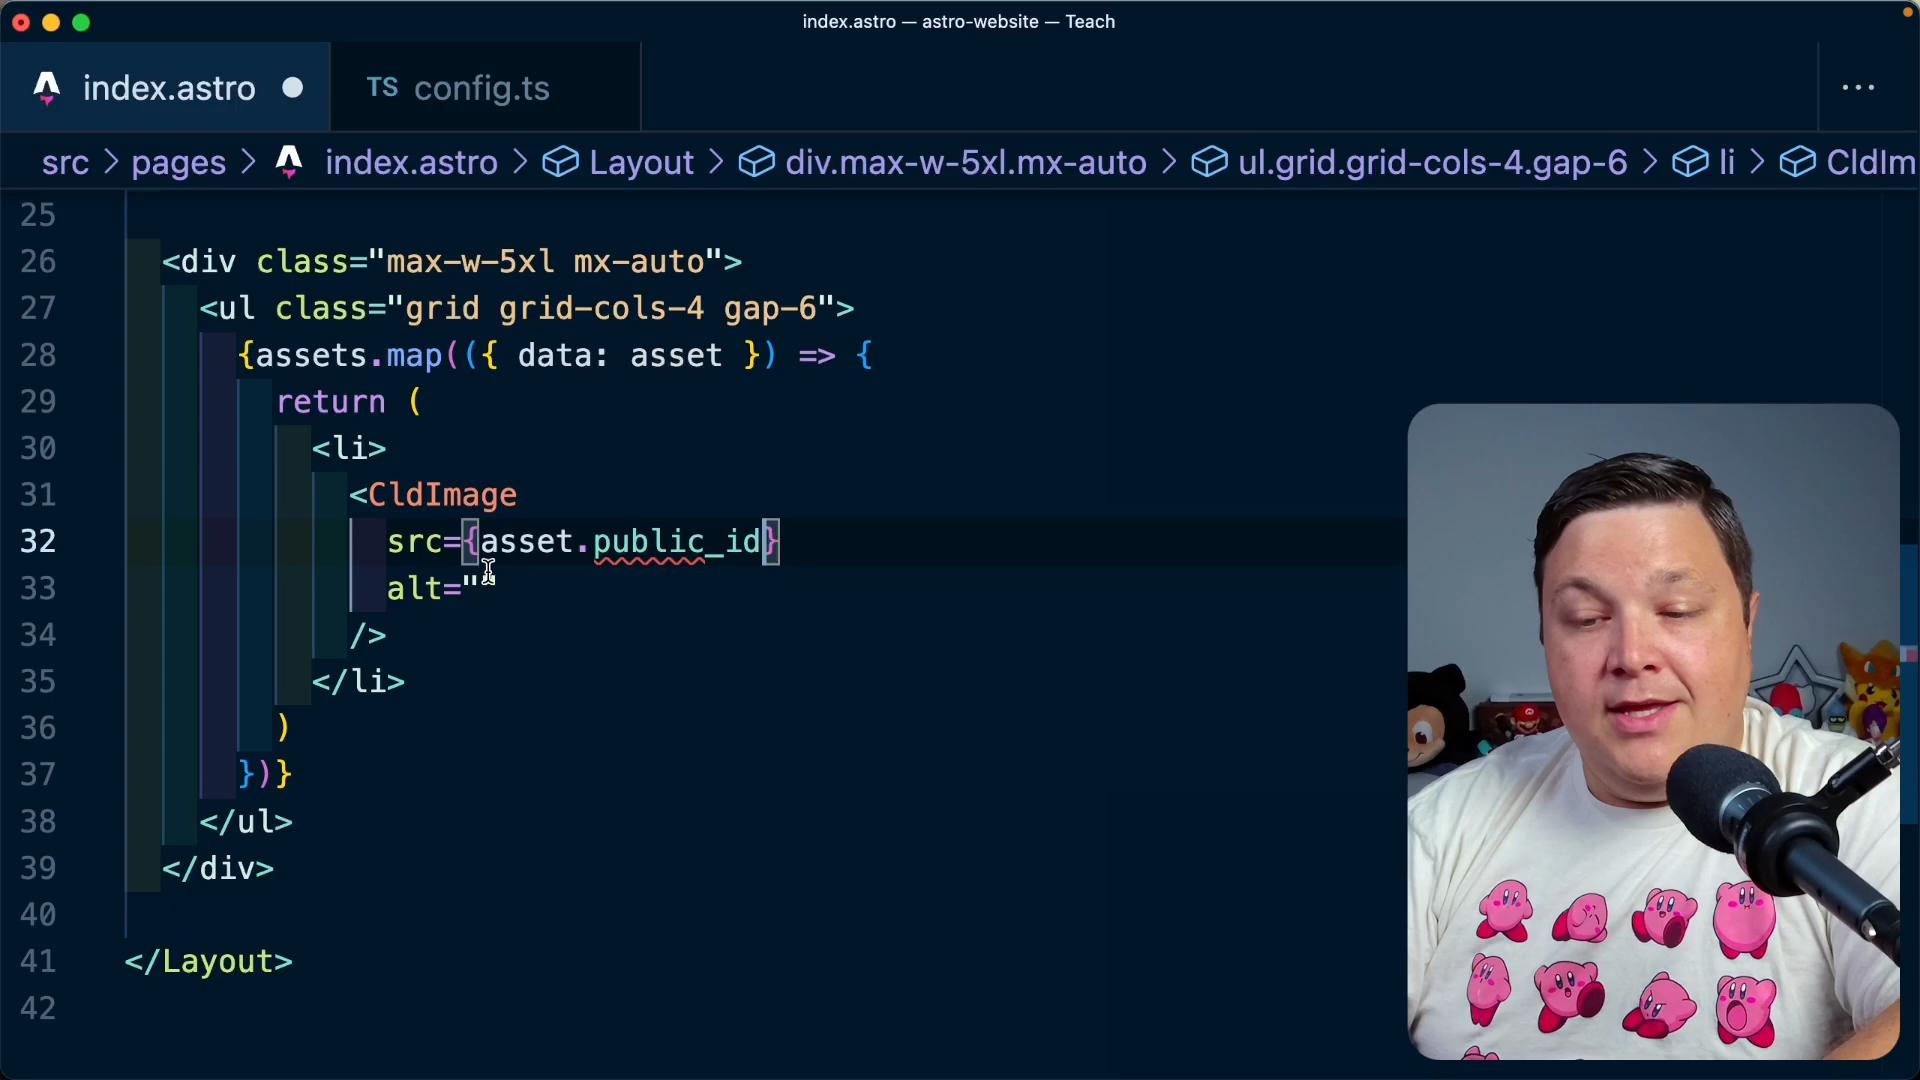 index.astro — astro-website — Teach
index.astro
TS config.ts
...
src > pages > index.astro > Layout > div.max-w-5xl.mx-auto > ul.grid.grid-cols-4.gap-6 > li > CldIm
25
26 <div class="max-w-5xl mx-auto">
27 <ul class="grid grid-cols-4 gap-6">
28 {assets.map(({ data: asset }) => {
29 return (
30 <li>
31 <CldImage
32 src={asset.public_id}
33 alt=""
34 />
35 </li>
36 )
37 })}
38 </ul>
39 </div>
40
41 </Layout>
42